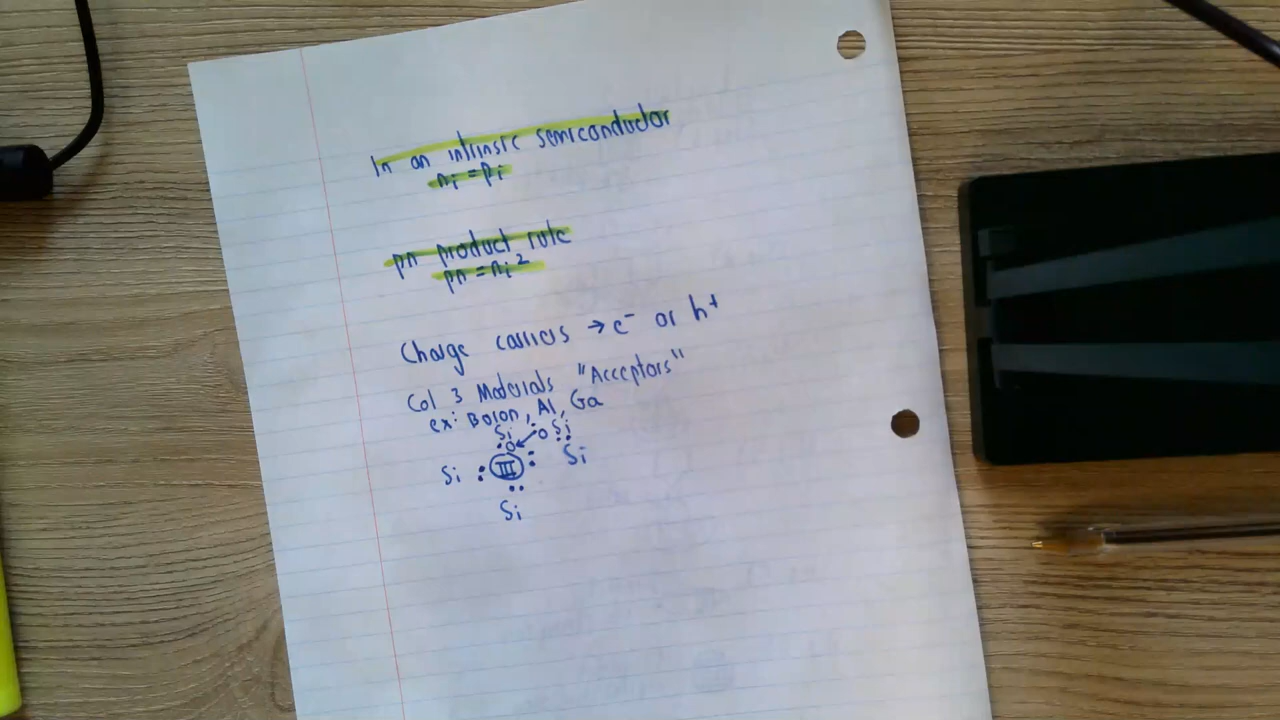 In an intrinsic semiconductor
nᵢ = pᵢ
pn product rule
pn = nᵢ²
Charge carriers → e⁻ or h⁺
Col 3 Materials "Acceptors"
ex: Boron, Al, Ga
Si Si
Si III Si
Si